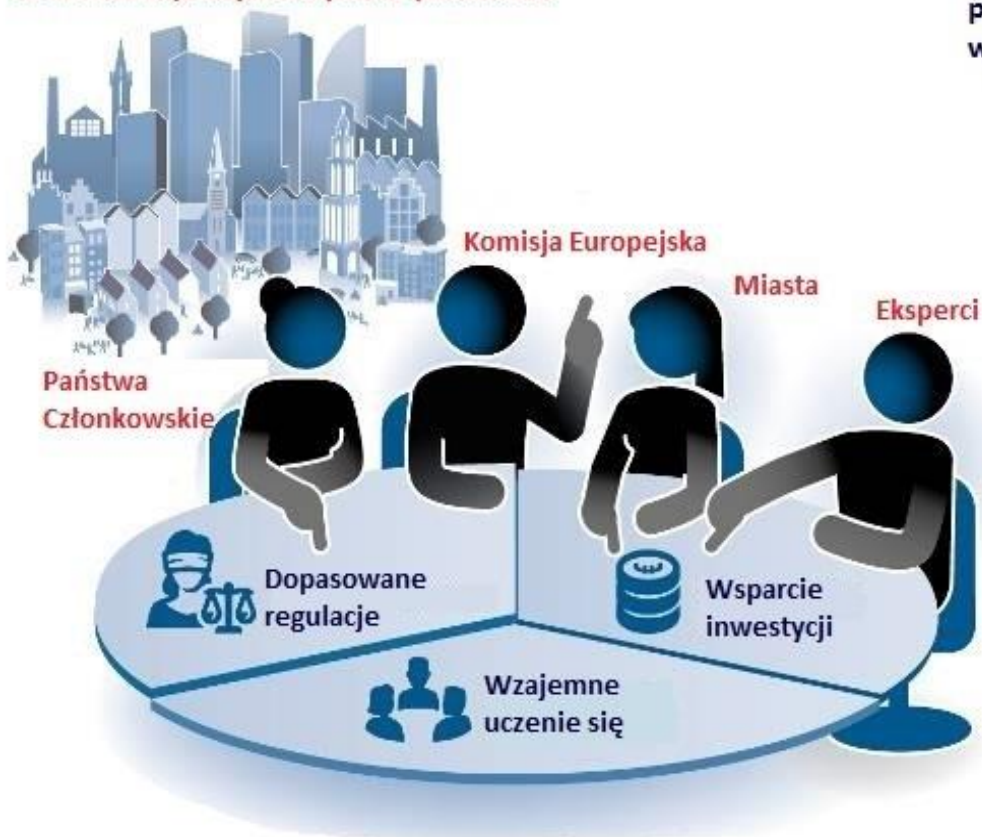 Komisja Europejska
Miasta
Eksperci
Państwa
Członkowskie
Dopasowane
regulacje
Wsparcie
inwestycji
Wzajemne
uczenie się